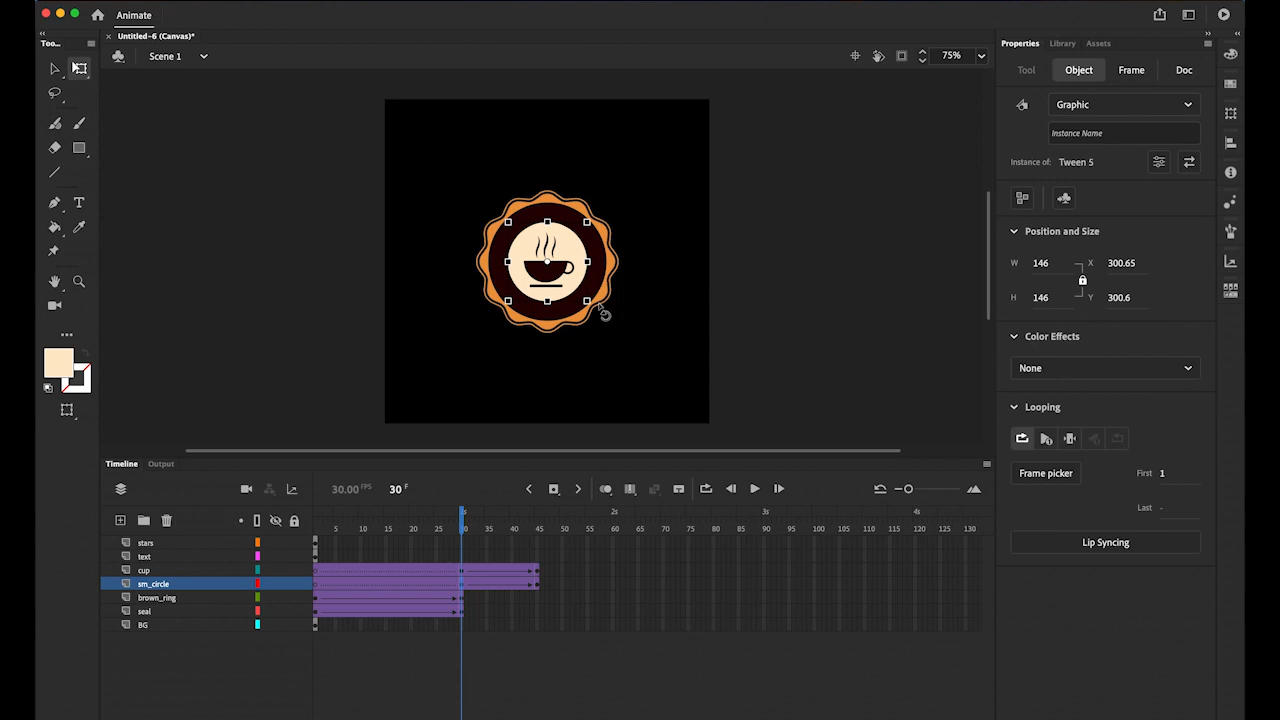 Animate
Untitled-6 (Canvas)*
Too...
Scene 1
75%
Properties Library Assets
Tool Object Frame Doc
Graphic
Instance Name
Instance of: Tween 5
Position and Size
W 146 X 300.65
H 146 Y 300.6
Color Effects
None
Looping
Frame picker First 1
Last -
Lip Syncing
Timeline Output
30.00 FPS 30 F
2s 3s 4s
5 10 15 20 25 30 35 40 45 50 55 60 65 70 75 80 85 90 95 100 105 110 115 120 125 130
stars
text
cup
sm_circle
brown_ring
seal
BG